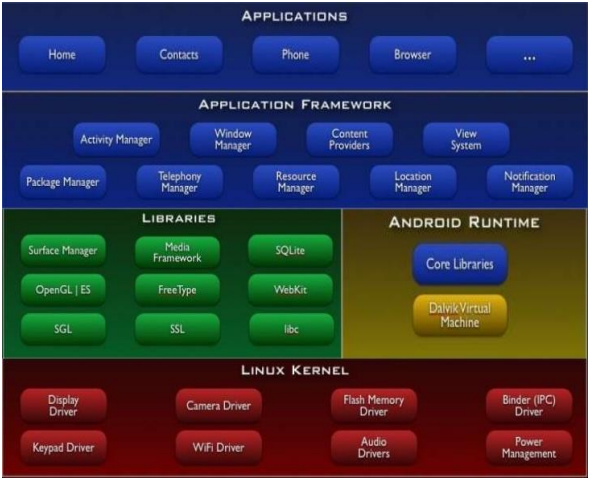 APPLICATIONS
Home
Contacts
Phone
Browser
...
APPLICATION FRAMEWORK
Activity Manager
Window
Manager
Content
Providers
View
System
Package Manager
Telephony
Manager
Resource
Manager
Location
Manager
Notification
Manager
LIBRARIES
Surface Manager
Media
Framework
SQLite
OpenGL | ES
FreeType
WebKit
SGL
SSL
libc
ANDROID RUNTIME
Core Libraries
Dalvik Virtual
Machine
LINUX KERNEL
Display
Driver
Camera Driver
Flash Memory
Driver
Binder (IPC)
Driver
Keypad Driver
WiFi Driver
Audio
Drivers
Power
Management